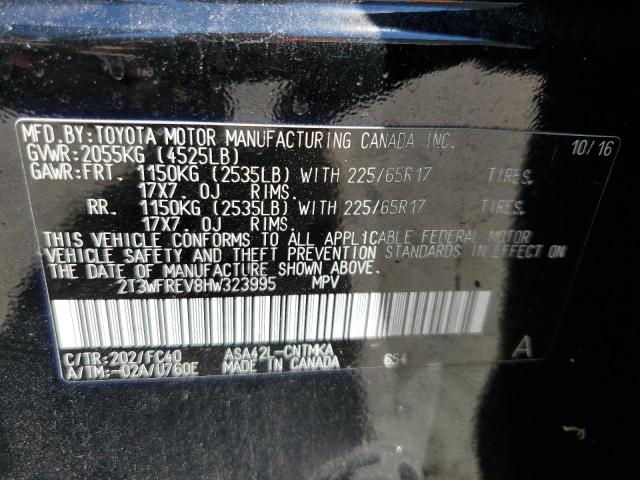 MFD.BY:TOYOTA MOTOR MANUFACTURING CANADA INC. 10/16
GVWR:2055KG (4525LB)
GAWR:FRT. 1150KG (2535LB) WITH 225/65R17 TIRES.
17X7. 0J RIMS.
RR. 1150KG (2535LB) WITH 225/65R17 TIRES.
17X7. 0J RIMS.
THIS VEHICLE CONFORMS TO ALL APPLICABLE FEDERAL MOTOR
VEHICLE SAFETY AND THEFT PREVENTION STANDARDS IN EFFECT
ON THE DATE OF MANUFACTURE SHOWN ABOVE.
2T3WFREV8HW323995 MPV
C/TR:202/FC40 ASA42L-CNTMKA 654 A
A/TM:-02A/0760E MADE IN CANADA